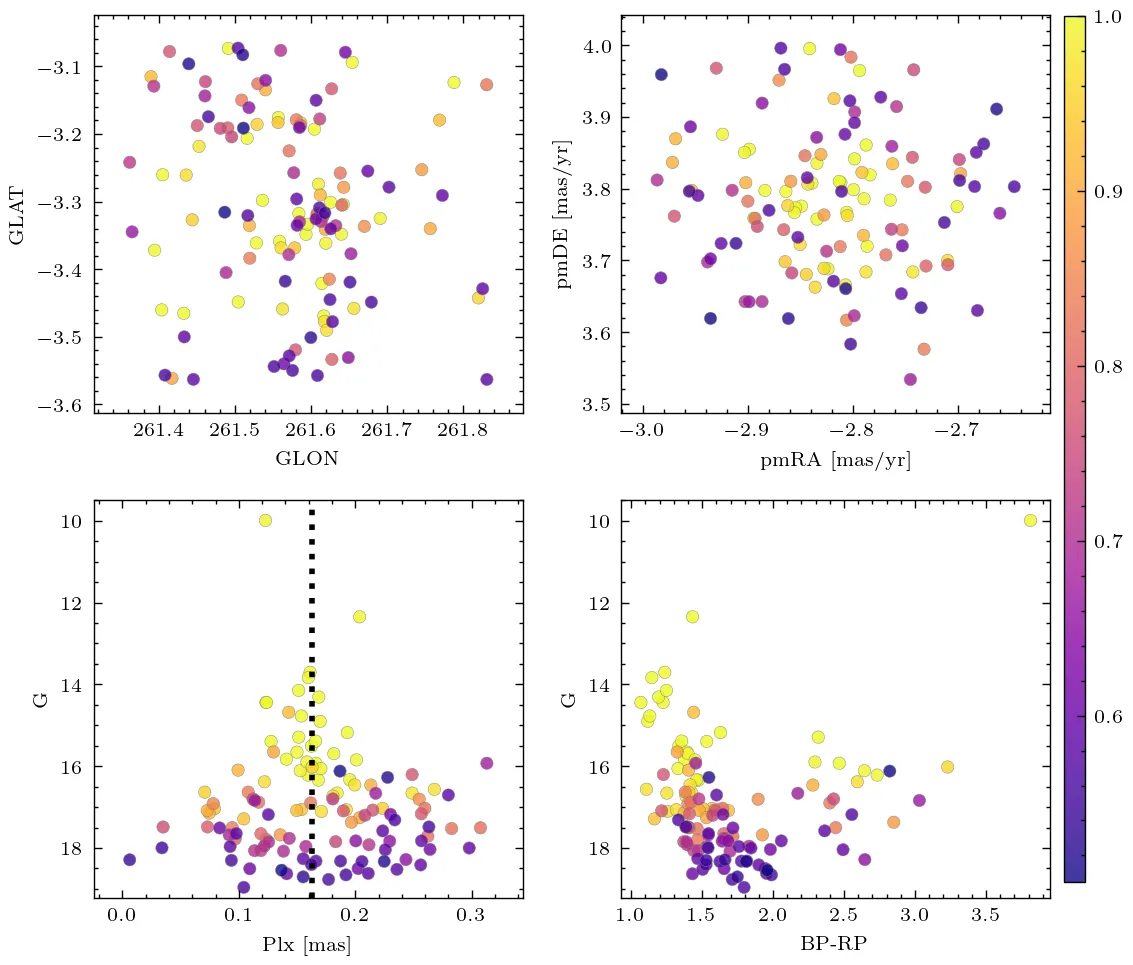 −3.1
−3.2
−3.3
−3.4
−3.5
−3.6
GLAT
261.4 261.5 261.6 261.7 261.8
GLON
4.0
3.9
3.8
3.7
3.6
3.5
pmDE [mas/yr]
−3.0 −2.9 −2.8 −2.7
pmRA [mas/yr]
1.0
0.9
0.8
0.7
0.6
10
12
14
16
18
G
0.0 0.1 0.2 0.3
Plx [mas]
10
12
14
16
18
G
1.0 1.5 2.0 2.5 3.0 3.5
BP-RP